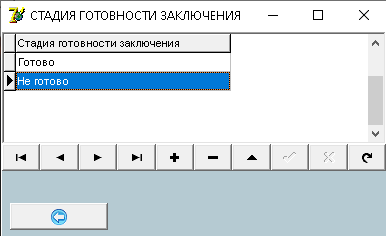 СТАДИЯ ГОТОВНОСТИ ЗАКЛЮЧЕНИЯ
Стадия готовности заключения
Готово
Не готово